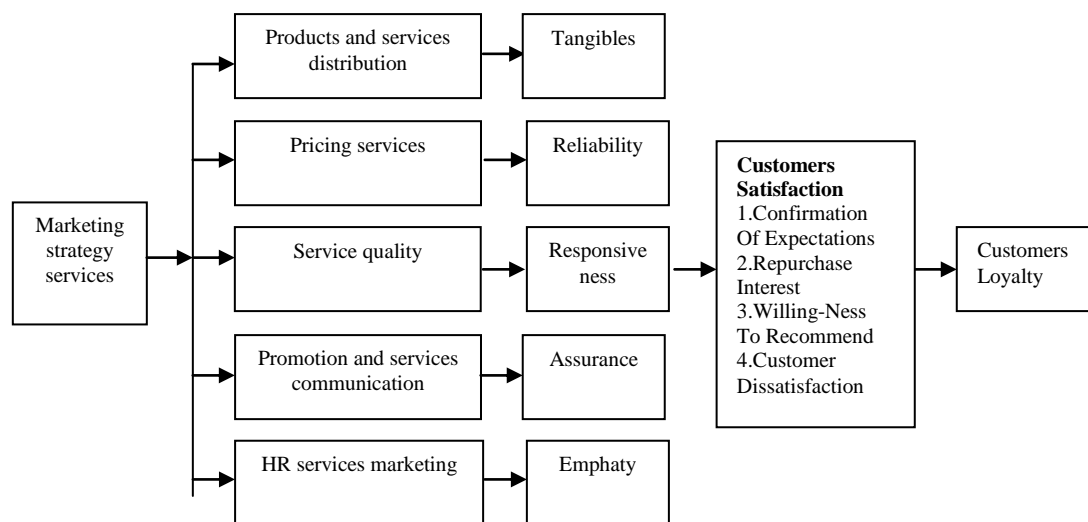 Marketing
strategy
services
Products and services
distribution
Tangibles
Pricing services
Reliability
Service quality
Responsive
ness
Promotion and services
communication
Assurance
HR services marketing
Emphaty
Customers
Satisfaction
1.Confirmation
Of Expectations
2.Repurchase
Interest
3.Willing-Ness
To Recommend
4.Customer
Dissatisfaction
Customers
Loyalty